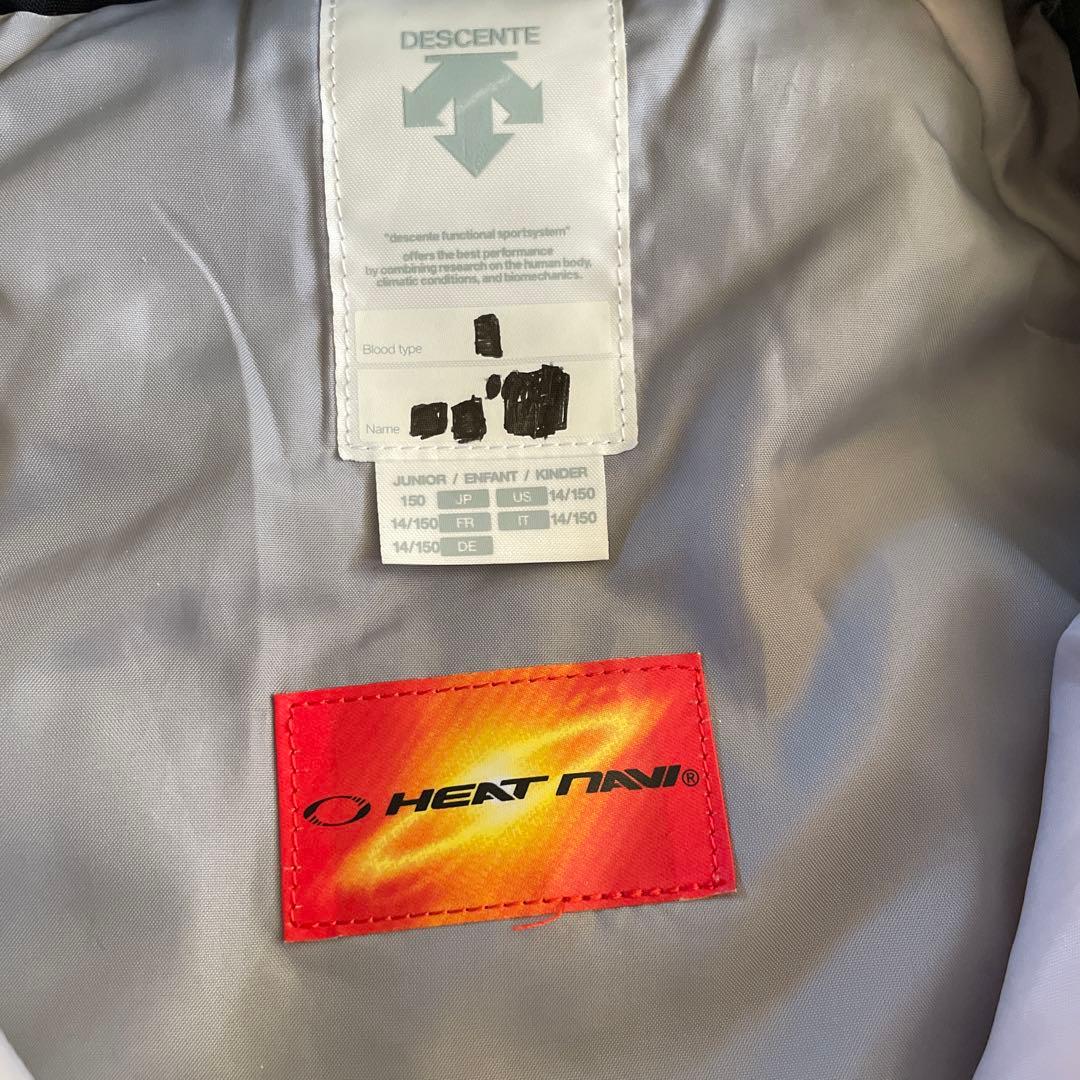 DESCENTE
"descente functional sportsystem"
offers the best performance
by combining research on the human body,
climatic conditions, and biomechanics.
Blood type
Name
JUNIOR / ENFANT / KINDER
150 JP US 14/150
14/150 FR IT 14/150
14/150 DE
HEAT NAVI®